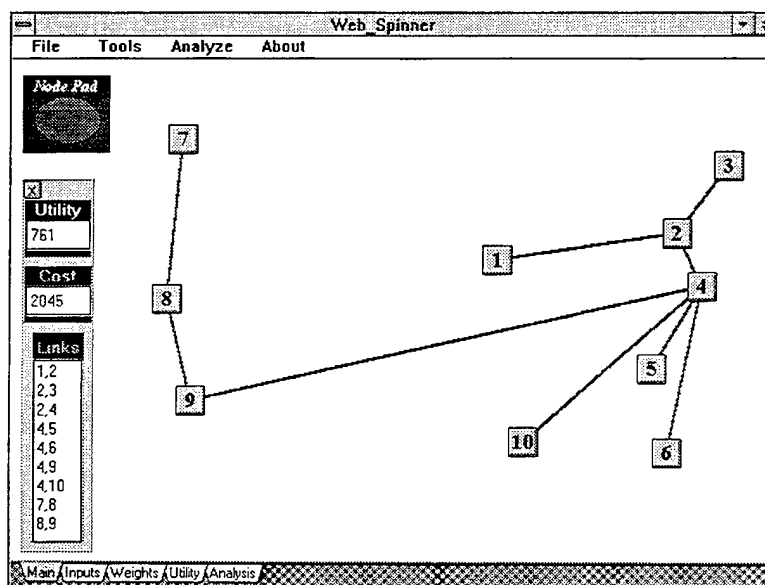 Web_Spinner
File Tools Analyze About
Node Pad
7
3
X
Utility
761
2
1
Cost
2045
4
8
Links
1,2
2,3
2,4
4,5
4,6
4,9
4,10
7,8
8,9
5
9
10
6
Main Inputs Weights Utility Analysis